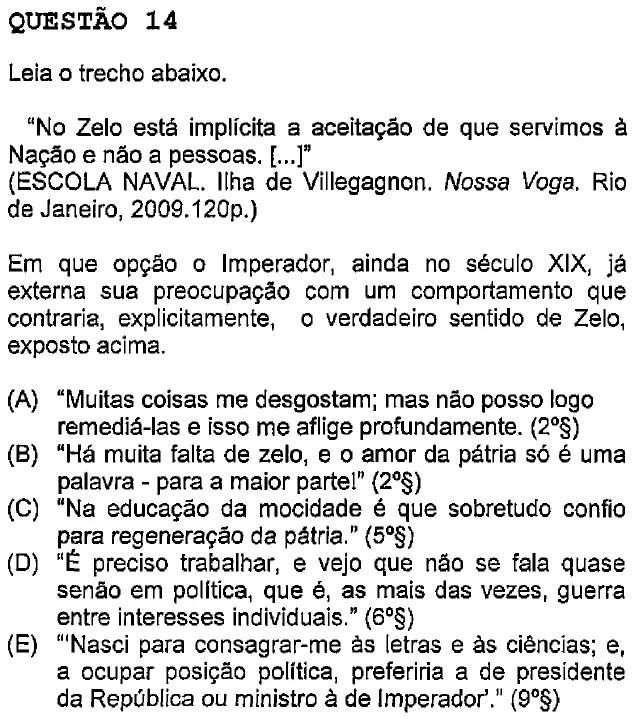 QUESTÃO 14
Leia o trecho abaixo.
"No Zelo está implícita a aceitação de que servimos à
Nação e não a pessoas. [...]"
(ESCOLA NAVAL. Ilha de Villegagnon. Nossa Voga. Rio
de Janeiro, 2009.120p.)
Em que opção o Imperador, ainda no século XIX, já
externa sua preocupação com um comportamento que
contraria, explicitamente, o verdadeiro sentido de Zelo,
exposto acima.
(A) "Muitas coisas me desgostam; mas não posso logo
remediá-las e isso me aflige profundamente. (2º§)
(B) "Há muita falta de zelo, e o amor da pátria só é uma
palavra - para a maior parte!" (2º§)
(C) "Na educação da mocidade é que sobretudo confio
para regeneração da pátria." (5º§)
(D) "É preciso trabalhar, e vejo que não se fala quase
senão em política, que é, as mais das vezes, guerra
entre interesses individuais." (6º§)
(E) "'Nasci para consagrar-me às letras e às ciências; e,
a ocupar posição política, preferiria a de presidente
da República ou ministro à de Imperador'." (9º§)